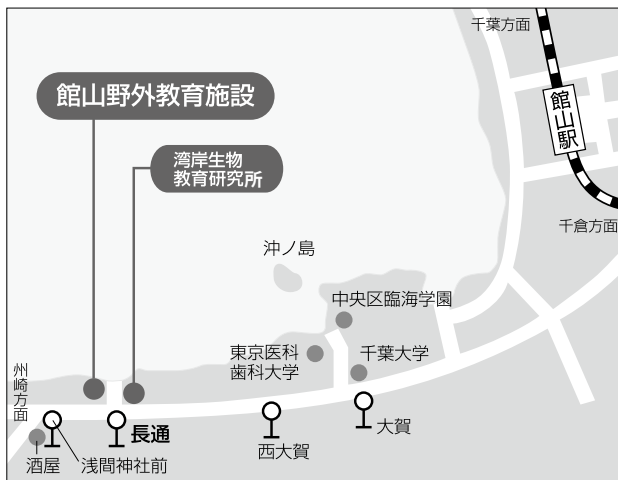 千葉方面
館山駅
千倉方面
館山野外教育施設
湾岸生物
教育研究所
沖ノ島
中央区臨海学園
東京医科
歯科大学
千葉大学
州崎方面
長通
西大賀
大賀
酒屋
浅間神社前